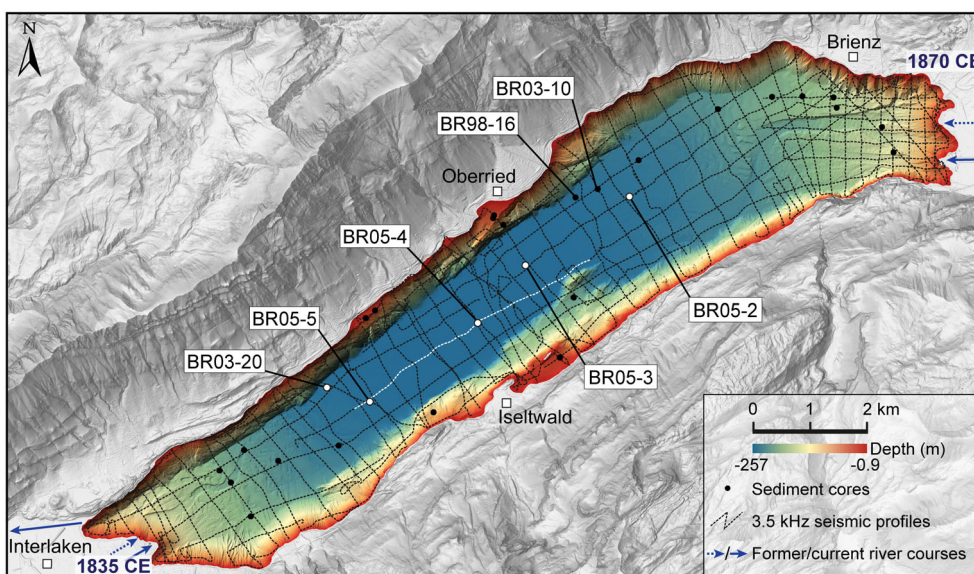 N
Brienz
1870 CE
BR03-10
BR98-16
Oberried
BR05-4
BR05-5
BR03-20
BR05-2
BR05-3
Iseltwald
Interlaken
1835 CE
0 1 2 km
Depth (m)
-257 -0.9
Sediment cores
3.5 kHz seismic profiles
Former/current river courses